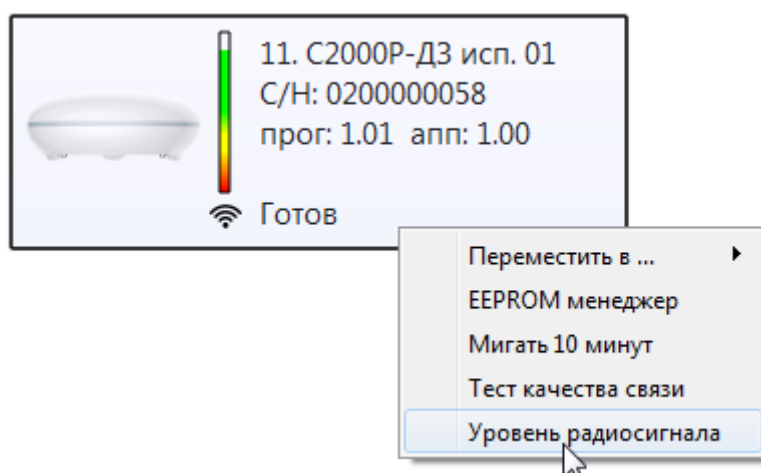 11. С2000Р-ДЗ исп. 01
С/Н: 0200000058
прог: 1.01 апп: 1.00
Готов
Переместить в ...
EEPROM менеджер
Мигать 10 минут
Тест качества связи
Уровень радиосигнала